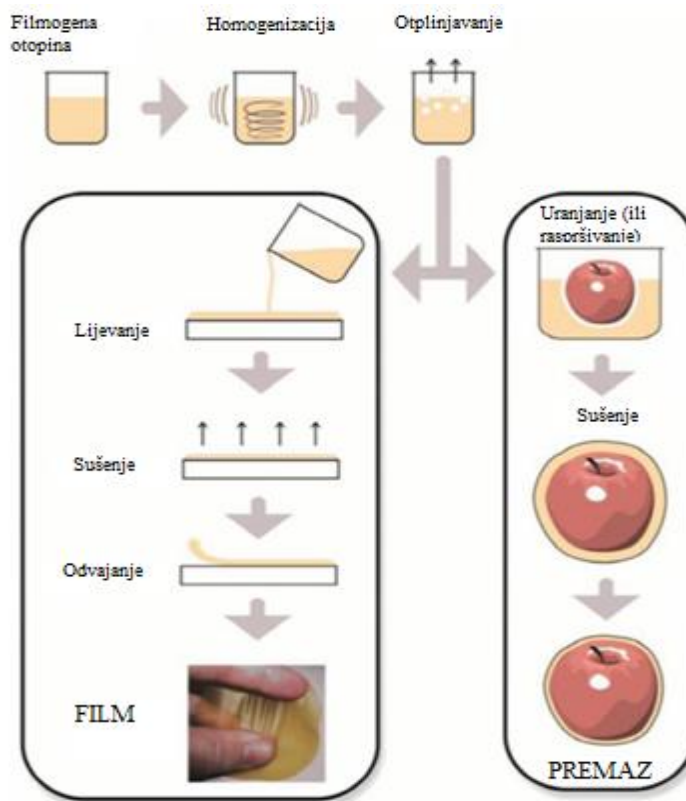 Filmogena
otopina
Homogenizacija
Otplinjavanje
Lijevanje
Sušenje
Odvajanje
FILM
Uranjanje (ili
raspršivanje)
Sušenje
PREMAZ